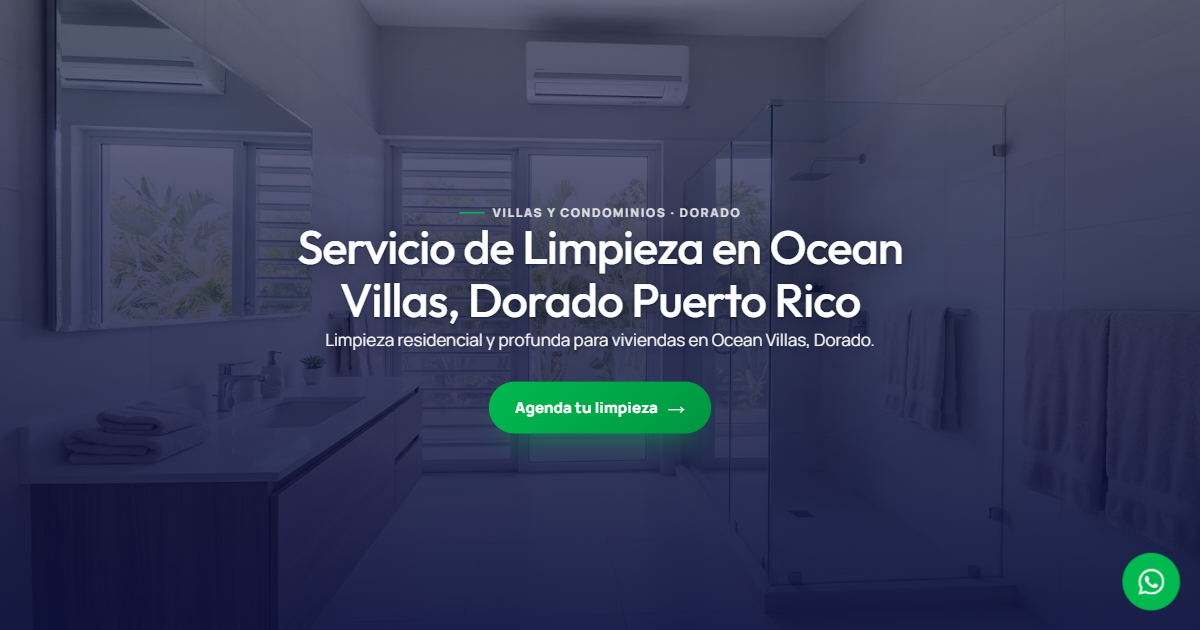 VILLAS Y CONDOMINIOS · DORADO
Servicio de Limpieza en Ocean
Villas, Dorado Puerto Rico
Limpieza residencial y profunda para viviendas en Ocean Villas, Dorado.
Agenda tu limpieza →